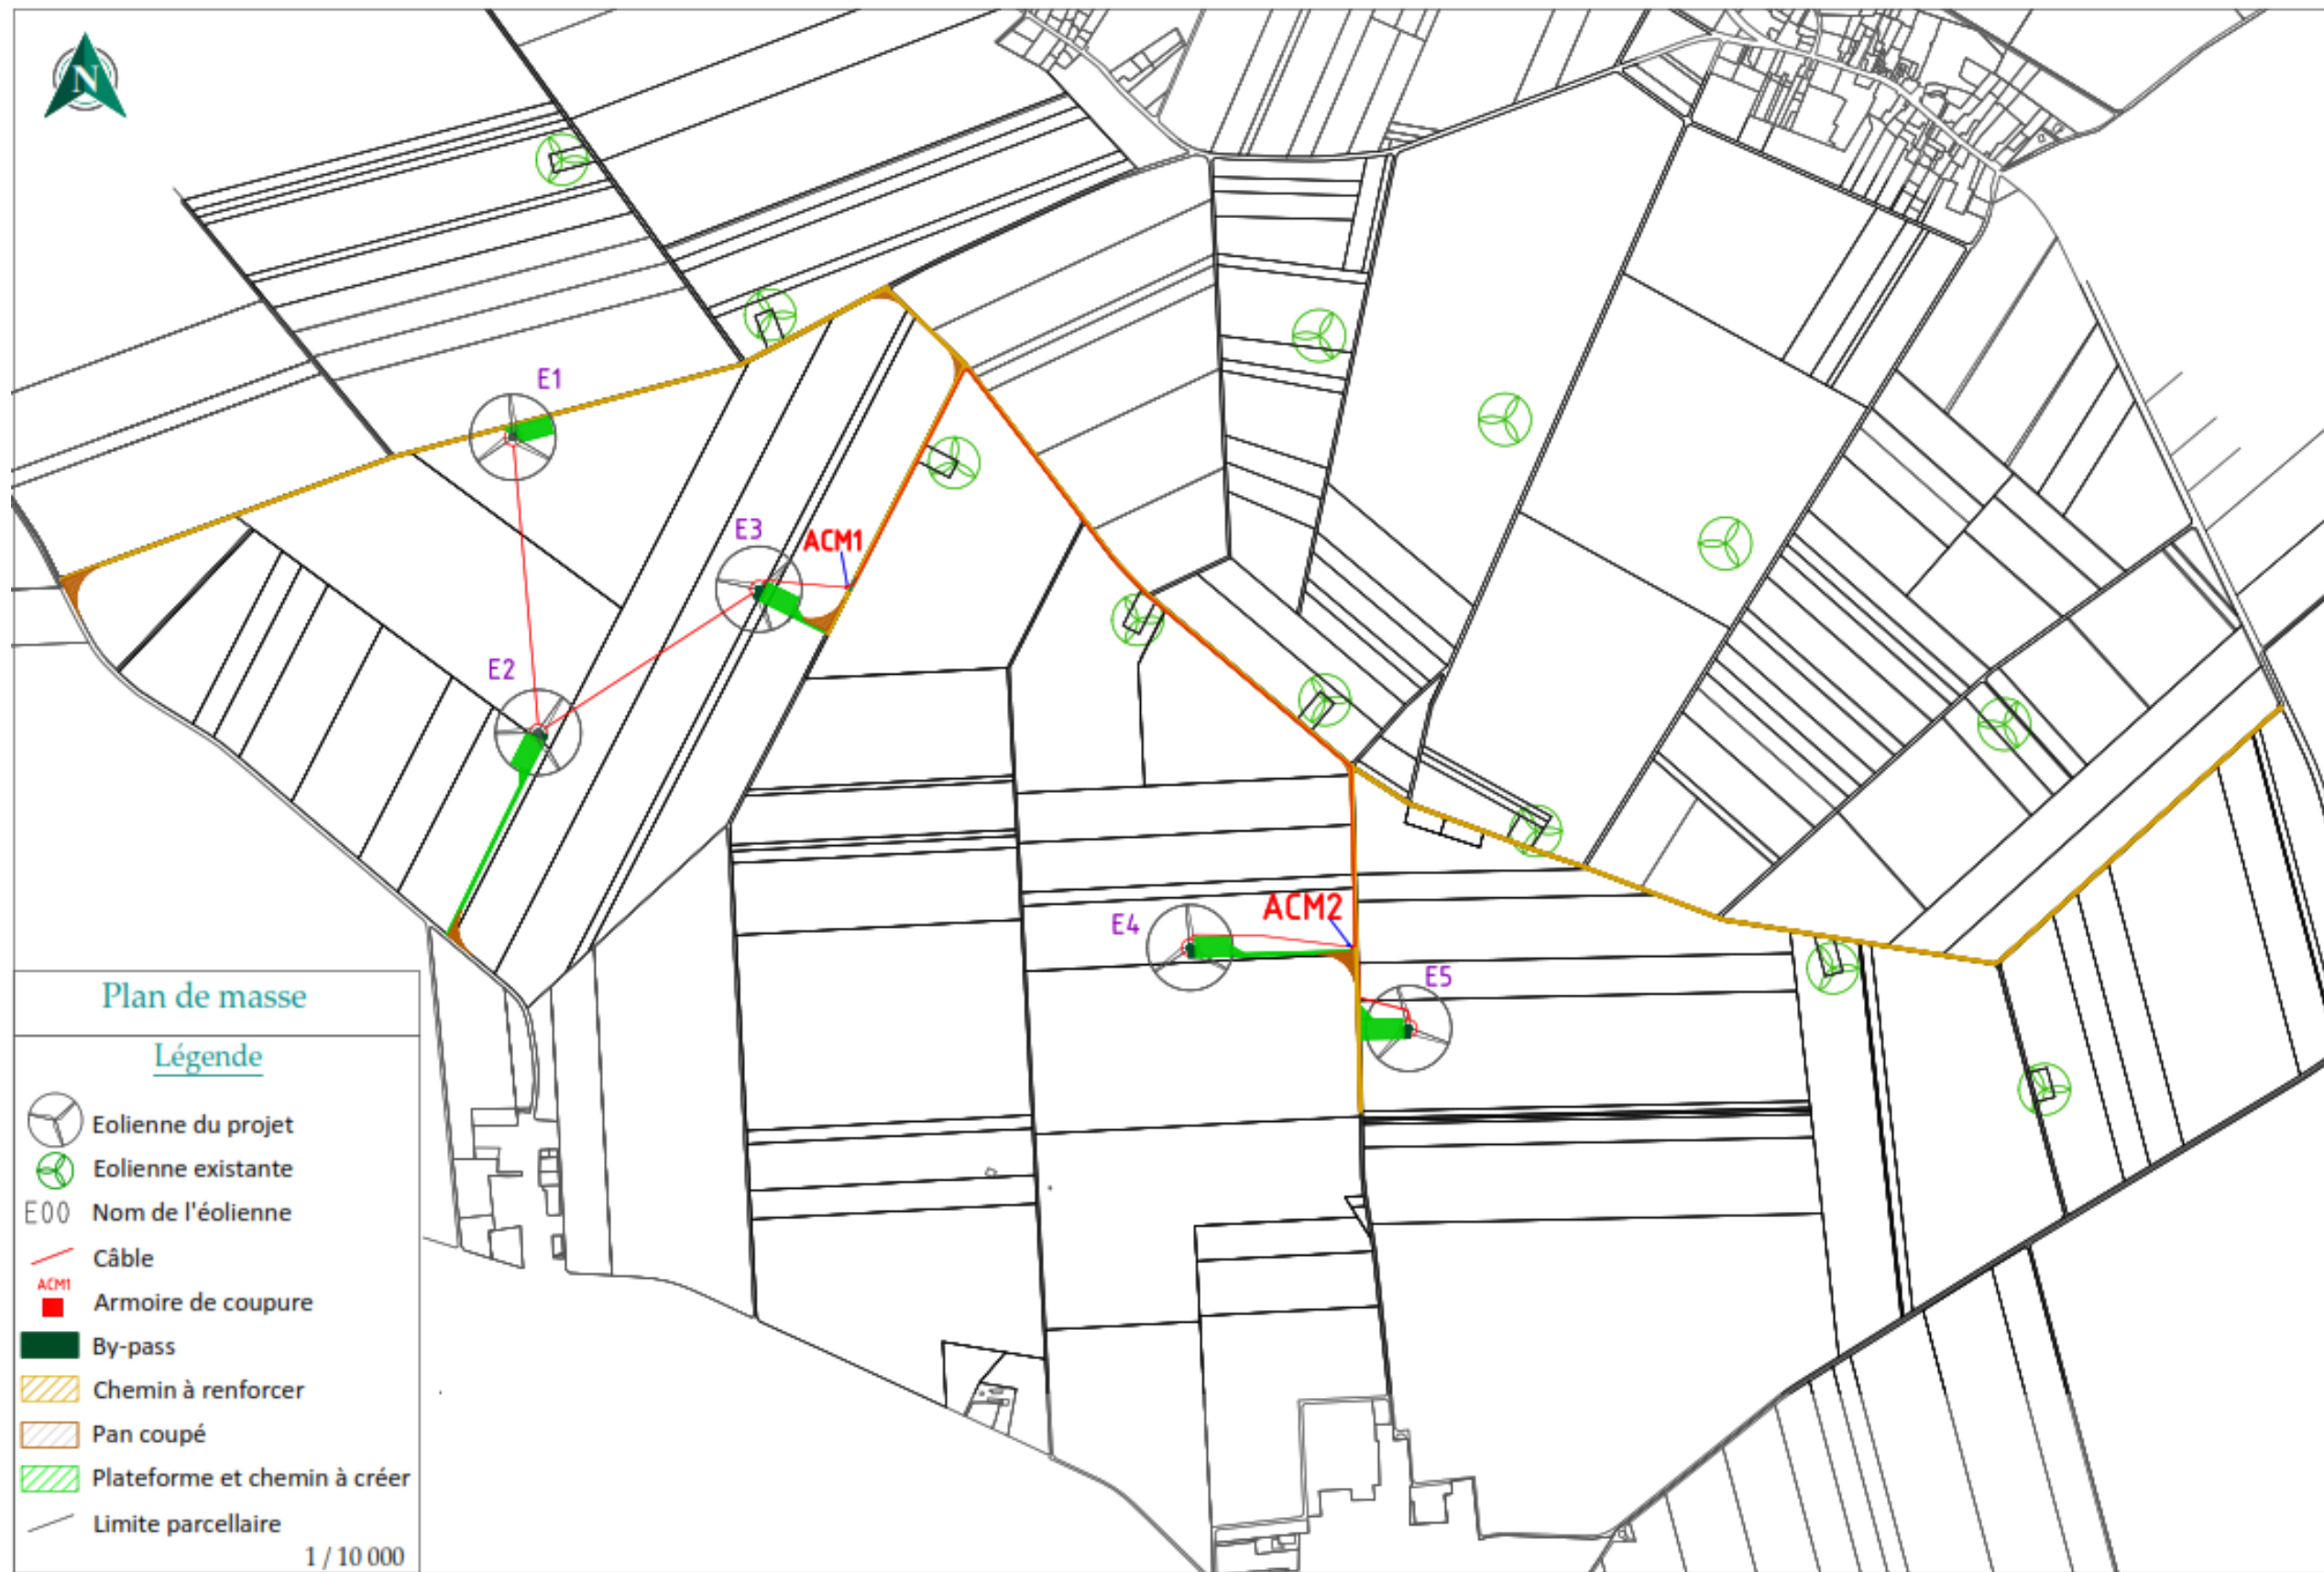 N
E1
E3
ACM1
E2
ACM2
E4
E5
Plan de masse
Légende
Eolienne du projet
Eolienne existante
E00 Nom de l'éolienne
Câble
ACM1
Armoire de coupure
By-pass
Chemin à renforcer
Pan coupé
Plateforme et chemin à créer
Limite parcellaire
1 / 10 000